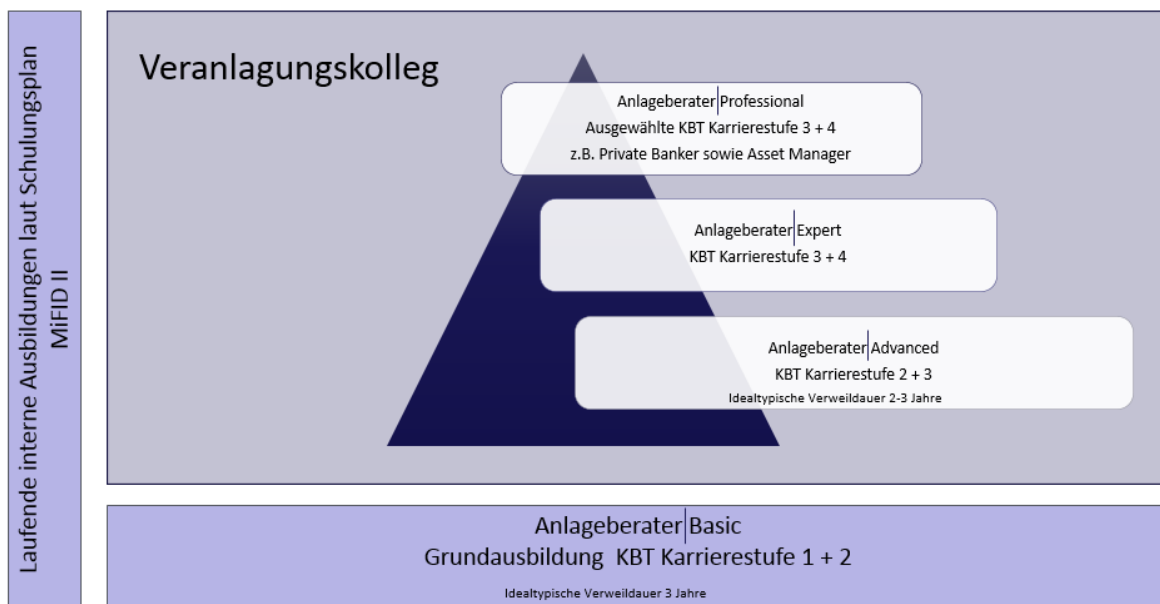 Laufende interne Ausbildungen laut Schulungsplan
MiFID II
Veranlagungskolleg
Anlageberater|Professional
Ausgewählte KBT Karrierestufe 3 + 4
z.B. Private Banker sowie Asset Manager
Anlageberater|Expert
KBT Karrierestufe 3 + 4
Anlageberater|Advanced
KBT Karrierestufe 2 + 3
Idealtypische Verweildauer 2-3 Jahre
Anlageberater|Basic
Grundausbildung KBT Karrierestufe 1 + 2
Idealtypische Verweildauer 3 Jahre